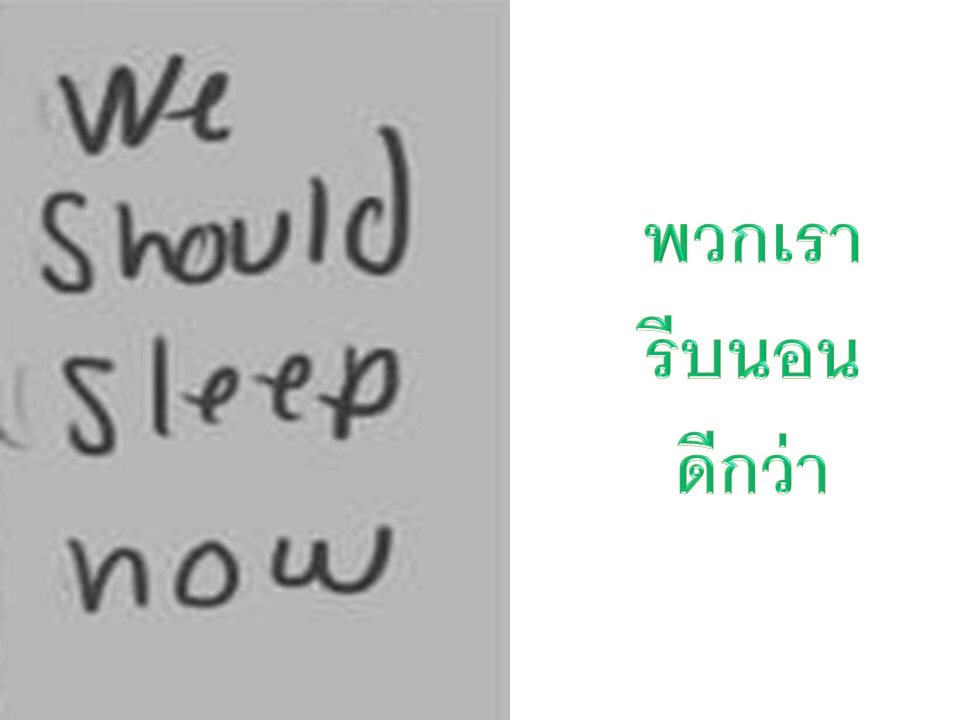 We
should
sleep
now
พวกเรา
รีบนอน
ดีกว่า